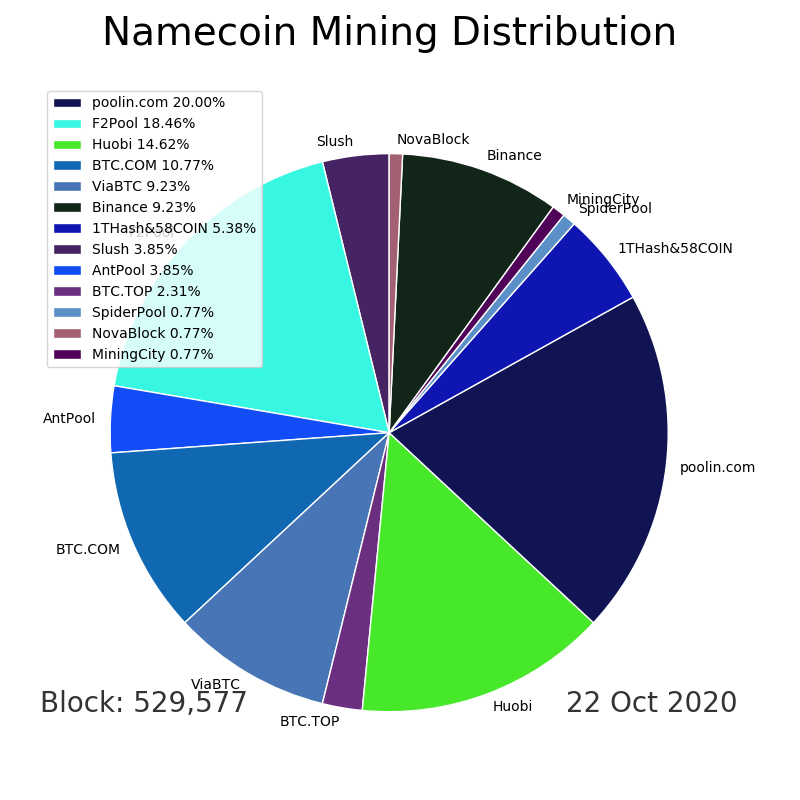 Namecoin Mining Distribution
poolin.com 20.00%
F2Pool 18.46%
Huobi 14.62%
BTC.COM 10.77%
ViaBTC 9.23%
Binance 9.23%
1THash&58COIN 5.38%
Slush 3.85%
AntPool 3.85%
BTC.TOP 2.31%
SpiderPool 0.77%
NovaBlock 0.77%
MiningCity 0.77%
Slush
NovaBlock
Binance
MiningCity
SpiderPool
1THash&58COIN
F2Pool
AntPool
poolin.com
BTC.COM
ViaBTC
Huobi
BTC.TOP
Block: 529,577
22 Oct 2020